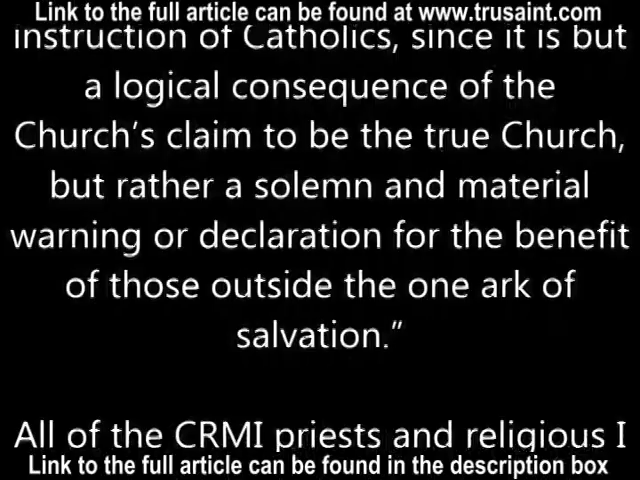 Link to the full article can be found at www.trusaint.com
instruction of Catholics, since it is but
a logical consequence of the
Church's claim to be the true Church,
but rather a solemn and material
warning or declaration for the benefit
of those outside the one ark of
salvation.”
All of the CRMI priests and religious I
Link to the full article can be found in the description box